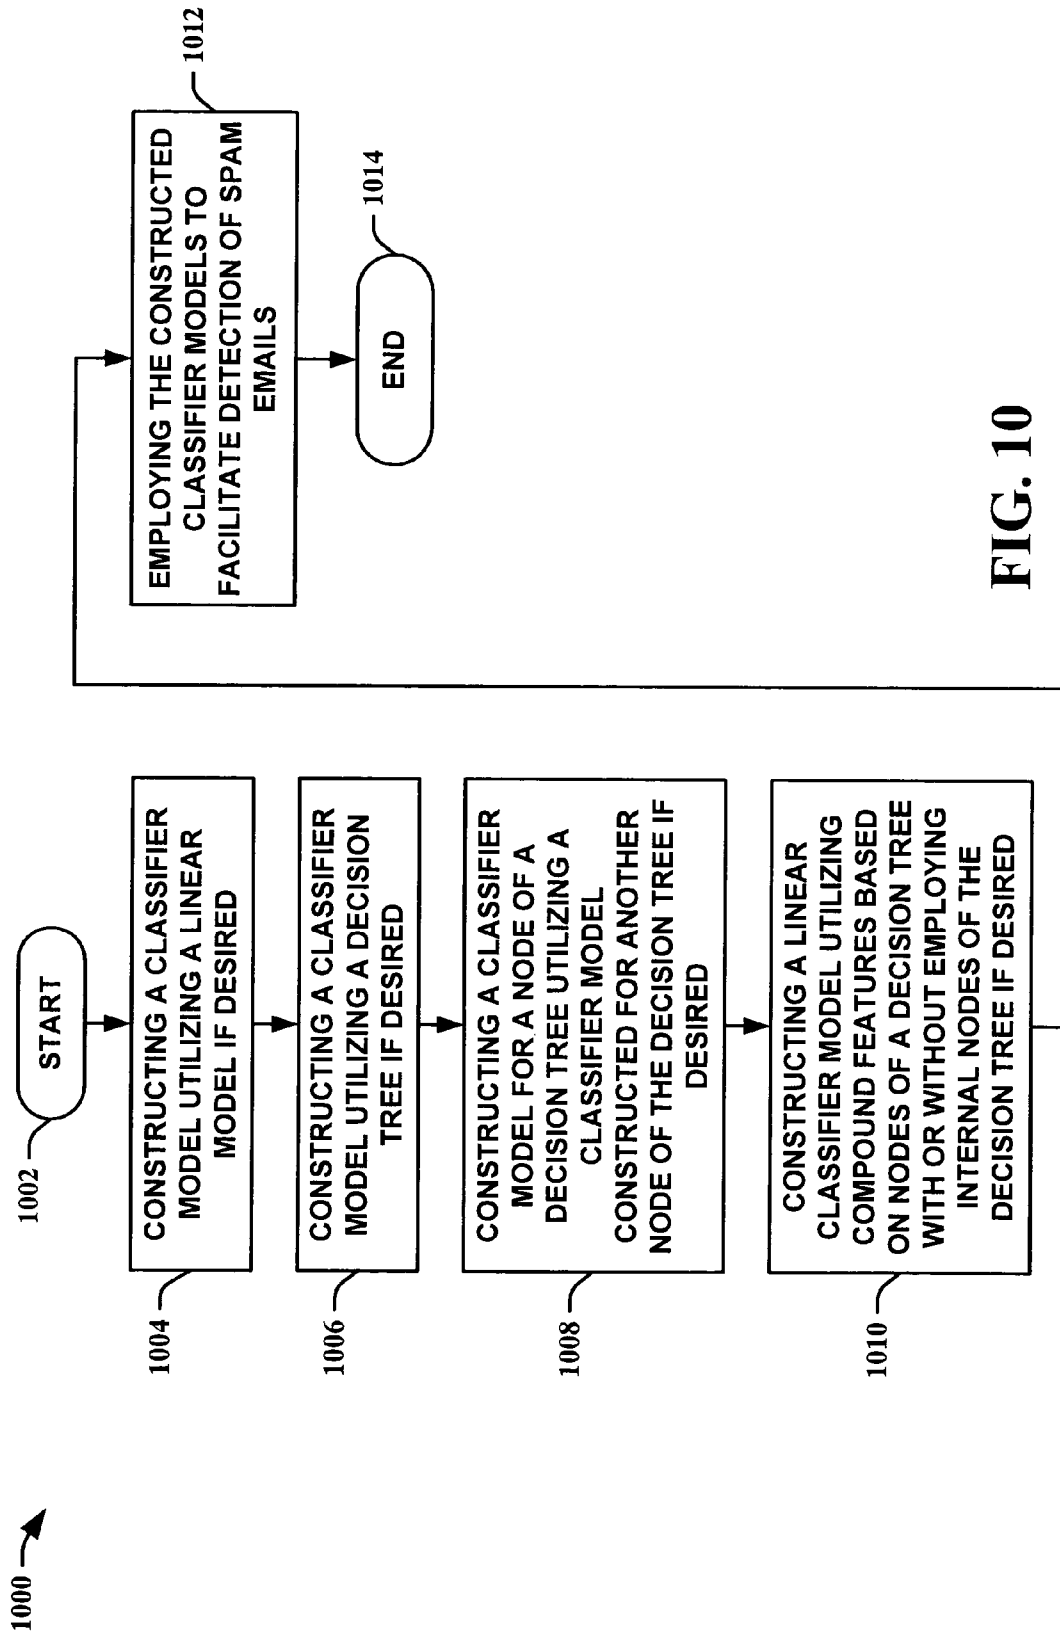 1000
START
1002
CONSTRUCTING A CLASSIFIER
MODEL UTILIZING A LINEAR
MODEL IF DESIRED
1004
CONSTRUCTING A CLASSIFIER
MODEL UTILIZING A DECISION
TREE IF DESIRED
1006
CONSTRUCTING A CLASSIFIER
MODEL FOR A NODE OF A
DECISION TREE UTILIZING A
CLASSIFIER MODEL
CONSTRUCTED FOR ANOTHER
NODE OF THE DECISION TREE IF
DESIRED
1008
CONSTRUCTING A LINEAR
CLASSIFIER MODEL UTILIZING
COMPOUND FEATURES BASED
ON NODES OF A DECISION TREE
WITH OR WITHOUT EMPLOYING
INTERNAL NODES OF THE
DECISION TREE IF DESIRED
1010
EMPLOYING THE CONSTRUCTED
CLASSIFIER MODELS TO
FACILITATE DETECTION OF SPAM
EMAILS
1012
END
1014
FIG. 10